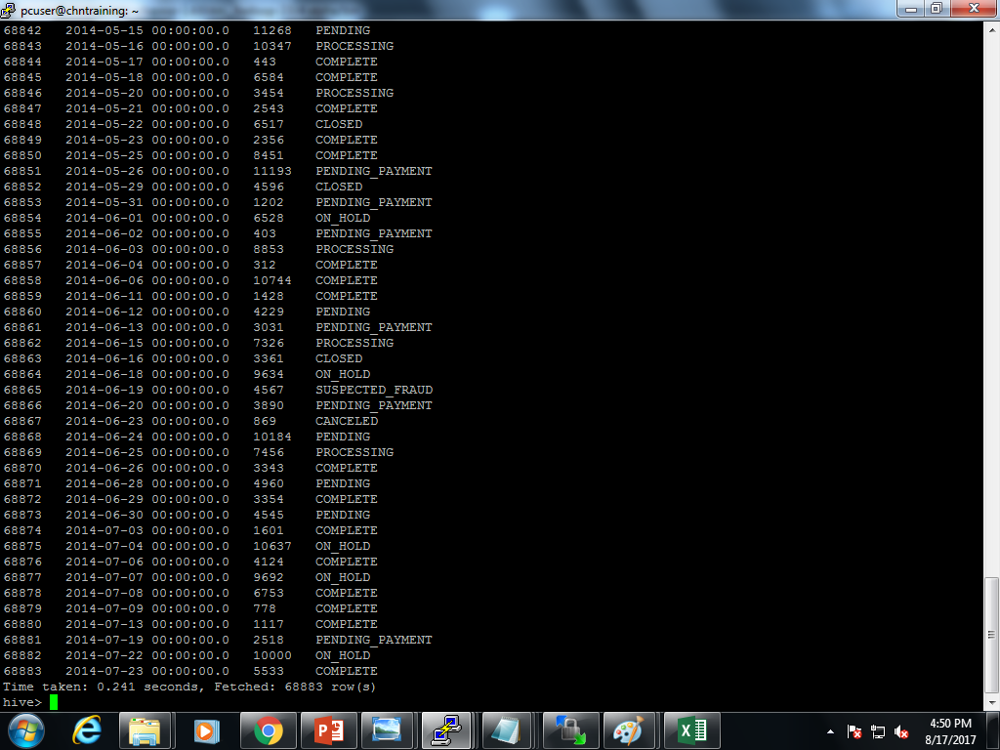 pcuser@chntraining: ~
68842 2014-05-15 00:00:00.0 11268 PENDING
68843 2014-05-16 00:00:00.0 10347 PROCESSING
68844 2014-05-17 00:00:00.0 443 COMPLETE
68845 2014-05-18 00:00:00.0 6584 COMPLETE
68846 2014-05-20 00:00:00.0 3454 PROCESSING
68847 2014-05-21 00:00:00.0 2543 COMPLETE
68848 2014-05-22 00:00:00.0 6517 CLOSED
68849 2014-05-23 00:00:00.0 2356 COMPLETE
68850 2014-05-25 00:00:00.0 8451 COMPLETE
68851 2014-05-26 00:00:00.0 11193 PENDING_PAYMENT
68852 2014-05-29 00:00:00.0 4596 CLOSED
68853 2014-05-31 00:00:00.0 1202 PENDING_PAYMENT
68854 2014-06-01 00:00:00.0 6528 ON_HOLD
68855 2014-06-02 00:00:00.0 403 PENDING_PAYMENT
68856 2014-06-03 00:00:00.0 8853 PROCESSING
68857 2014-06-04 00:00:00.0 312 COMPLETE
68858 2014-06-06 00:00:00.0 10744 COMPLETE
68859 2014-06-11 00:00:00.0 1428 COMPLETE
68860 2014-06-12 00:00:00.0 4229 PENDING
68861 2014-06-13 00:00:00.0 3031 PENDING_PAYMENT
68862 2014-06-15 00:00:00.0 7326 PROCESSING
68863 2014-06-16 00:00:00.0 3361 CLOSED
68864 2014-06-18 00:00:00.0 9634 ON_HOLD
68865 2014-06-19 00:00:00.0 4567 SUSPECTED_FRAUD
68866 2014-06-20 00:00:00.0 3890 PENDING_PAYMENT
68867 2014-06-23 00:00:00.0 869 CANCELED
68868 2014-06-24 00:00:00.0 10184 PENDING
68869 2014-06-25 00:00:00.0 7456 PROCESSING
68870 2014-06-26 00:00:00.0 3343 COMPLETE
68871 2014-06-28 00:00:00.0 4960 PENDING
68872 2014-06-29 00:00:00.0 3354 COMPLETE
68873 2014-06-30 00:00:00.0 4545 PENDING
68874 2014-07-03 00:00:00.0 1601 COMPLETE
68875 2014-07-04 00:00:00.0 10637 ON_HOLD
68876 2014-07-06 00:00:00.0 4124 COMPLETE
68877 2014-07-07 00:00:00.0 9692 ON_HOLD
68878 2014-07-08 00:00:00.0 6753 COMPLETE
68879 2014-07-09 00:00:00.0 778 COMPLETE
68880 2014-07-13 00:00:00.0 1117 COMPLETE
68881 2014-07-19 00:00:00.0 2518 PENDING_PAYMENT
68882 2014-07-22 00:00:00.0 10000 ON_HOLD
68883 2014-07-23 00:00:00.0 5533 COMPLETE
Time taken: 0.241 seconds, Fetched: 68883 row(s)
hive>
4:50 PM
8/17/2017